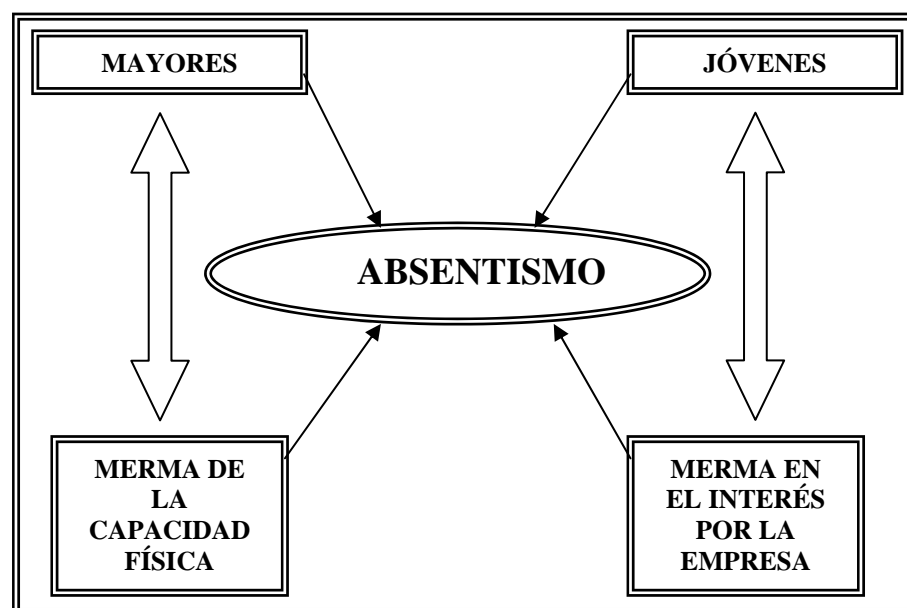 MAYORES
JÓVENES
ABSENTISMO
MERMA DE
LA
CAPACIDAD
FÍSICA
MERMA EN
EL INTERÉS
POR LA
EMPRESA